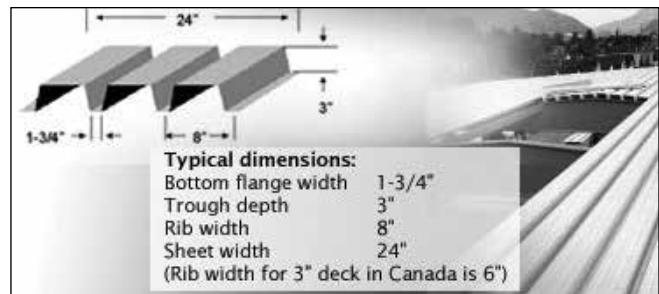 24"
3"
1-3/4"
8"
Typical dimensions:
Bottom flange width 1-3/4"
Trough depth 3"
Rib width 8"
Sheet width 24"
(Rib width for 3" deck in Canada is 6")